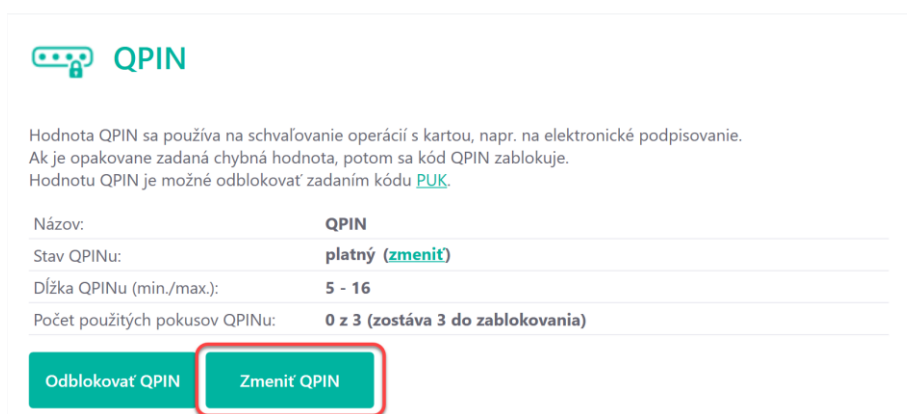 QPIN
Hodnota QPIN sa používa na schvaľovanie operácií s kartou, napr. na elektronické podpisovanie.
Ak je opakovane zadaná chybná hodnota, potom sa kód QPIN zablokuje.
Hodnotu QPIN je možné odblokovať zadaním kódu PUK.
Názov: QPIN
Stav QPINu: platný (zmeniť)
Dĺžka QPINu (min./max.): 5 - 16
Počet použitých pokusov QPINu: 0 z 3 (zostáva 3 do zablokovania)
Odblokovať QPIN Zmeniť QPIN